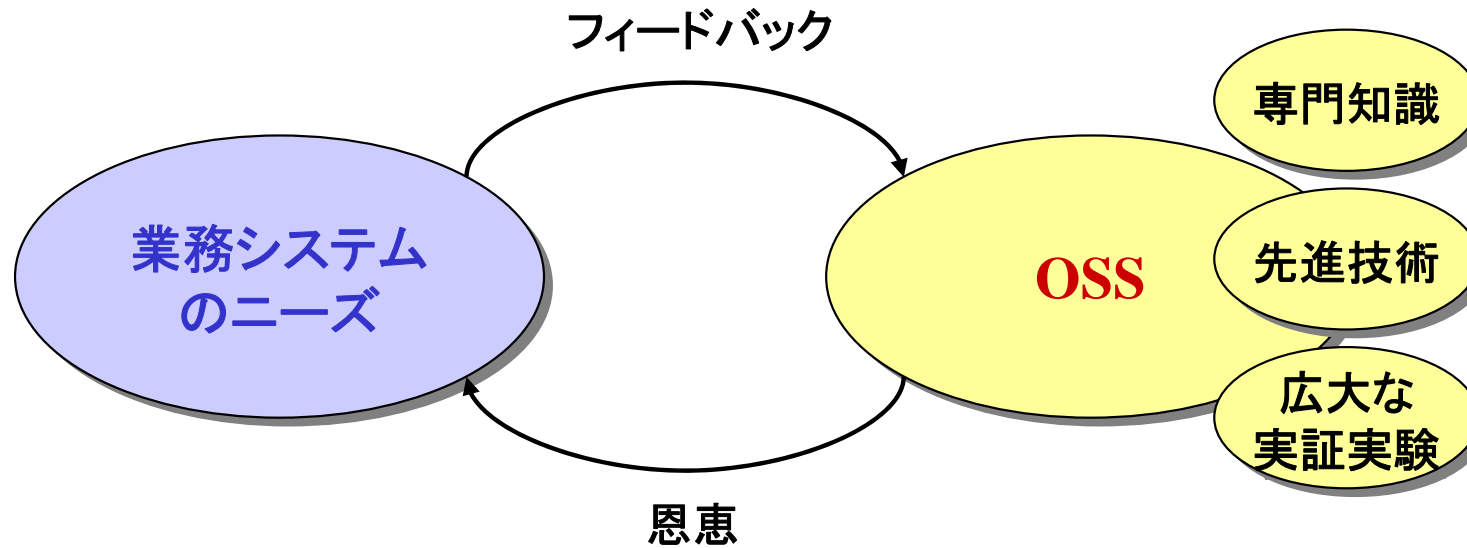 フィードバック
専門知識
業務システム
のニーズ
OSS
先進技術
広大な
実証実験
恩恵